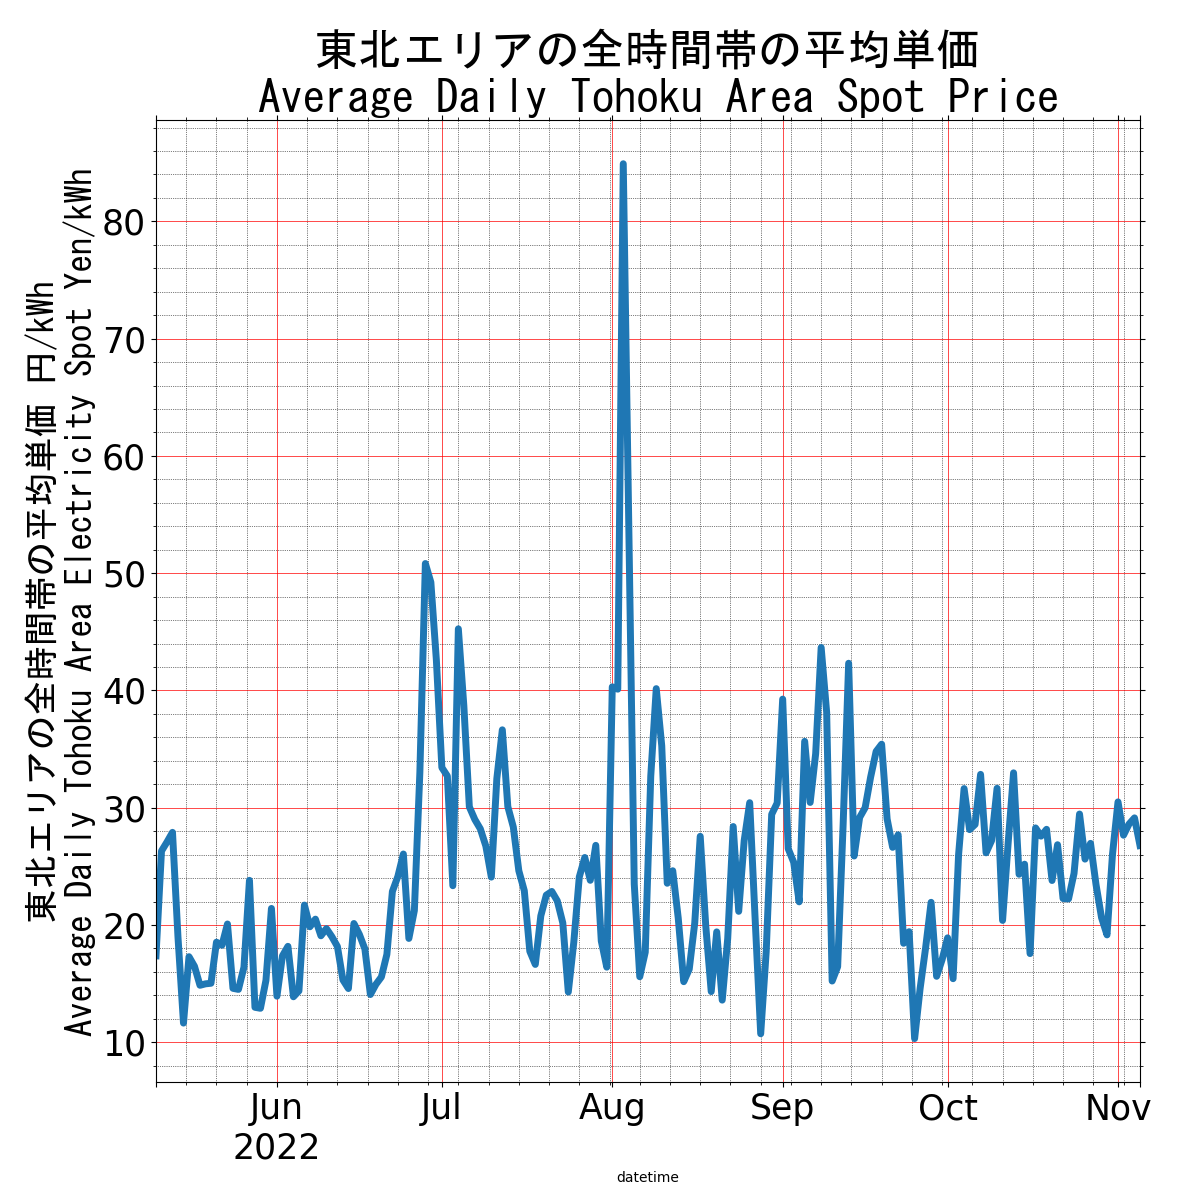 東北エリアの全時間帯の平均単価
Average Daily Tohoku Area Spot Price
東北エリアの全時間帯の平均単価 円/kWh
Average Daily Tohoku Area Electricity Spot Yen/kWh
80
70
60
50
40
30
20
10
Jun
2022
Jul
Aug
Sep
Oct
Nov
datetime